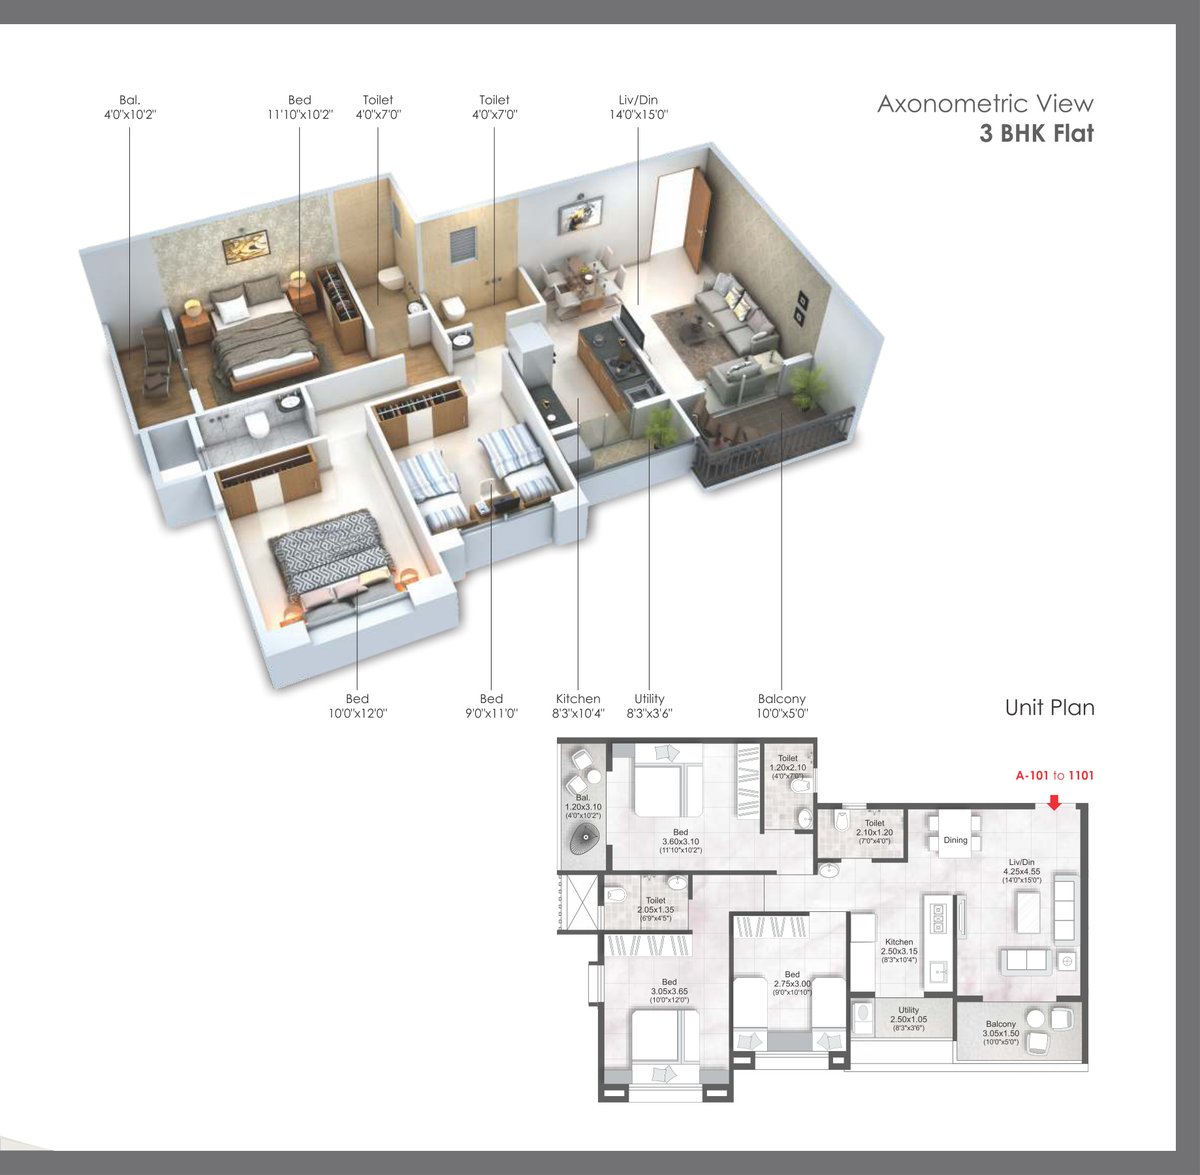 Axonometric View
3 BHK Flat
Bal.
4'0"x10'2"
Bed
11'10"x10'2"
Toilet
4'0"x7'0"
Toilet
4'0"x7'0"
Liv/Din
14'0"x15'0"
Bed
10'0"x12'0"
Bed
9'0"x11'0"
Kitchen
8'3"x10'4"
Utility
8'3"x3'6"
Balcony
10'0"x5'0"
Unit Plan
A-101 to 1101
Toilet
1.20x2.10
(4'0"x7'0")
Bal.
1.20x3.10
(4'0"x10'2")
Bed
3.60x3.10
(11'10"x10'2")
Toilet
2.10x1.20
(7'0"x4'0")
Dining
Liv/Din
4.25x4.55
(14'0"x15'0")
Toilet
2.05x1.35
(6'9"x4'5")
Kitchen
2.50x3.15
(8'3"x10'4")
Bed
3.05x3.65
(10'0"x12'0")
Bed
2.75x3.00
(9'0"x10'10")
Utility
2.50x1.05
(8'3"x3'6")
Balcony
3.05x1.50
(10'0"x5'0")